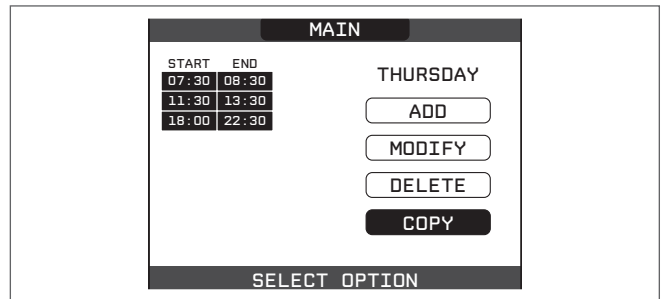 MAIN
START END
07:30 08:30
11:30 13:30
18:00 22:30
THURSDAY
ADD
MODIFY
DELETE
COPY
SELECT OPTION